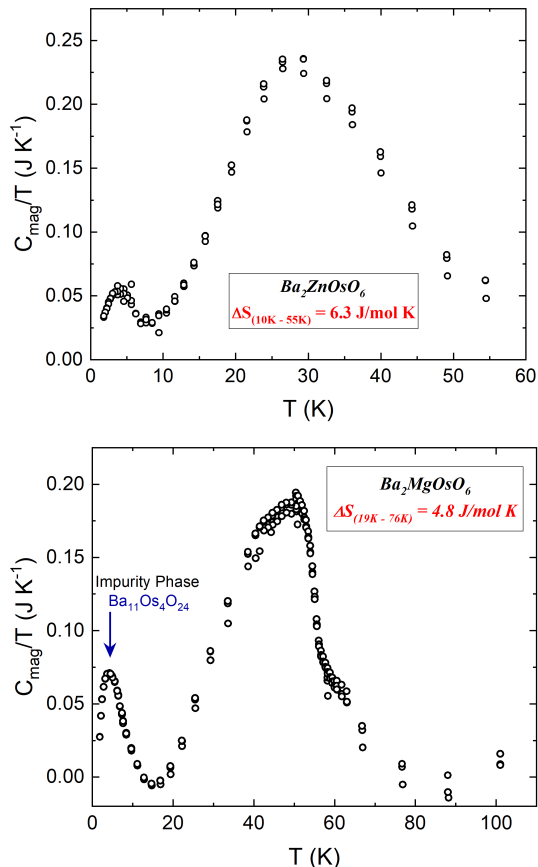 0.25
0.20
0.15
0.10
0.05
0.00
C_mag/T (J K⁻¹)
Ba₂ZnOsO₆
ΔS_(10K - 55K) = 6.3 J/mol K
0 10 20 30 40 50 60
T (K)
0.20
0.15
0.10
0.05
0.00
C_mag/T (J K⁻¹)
Ba₂MgOsO₆
ΔS_(19K - 76K) = 4.8 J/mol K
Impurity Phase
Ba₁₁Os₄O₂₄
0 20 40 60 80 100
T (K)